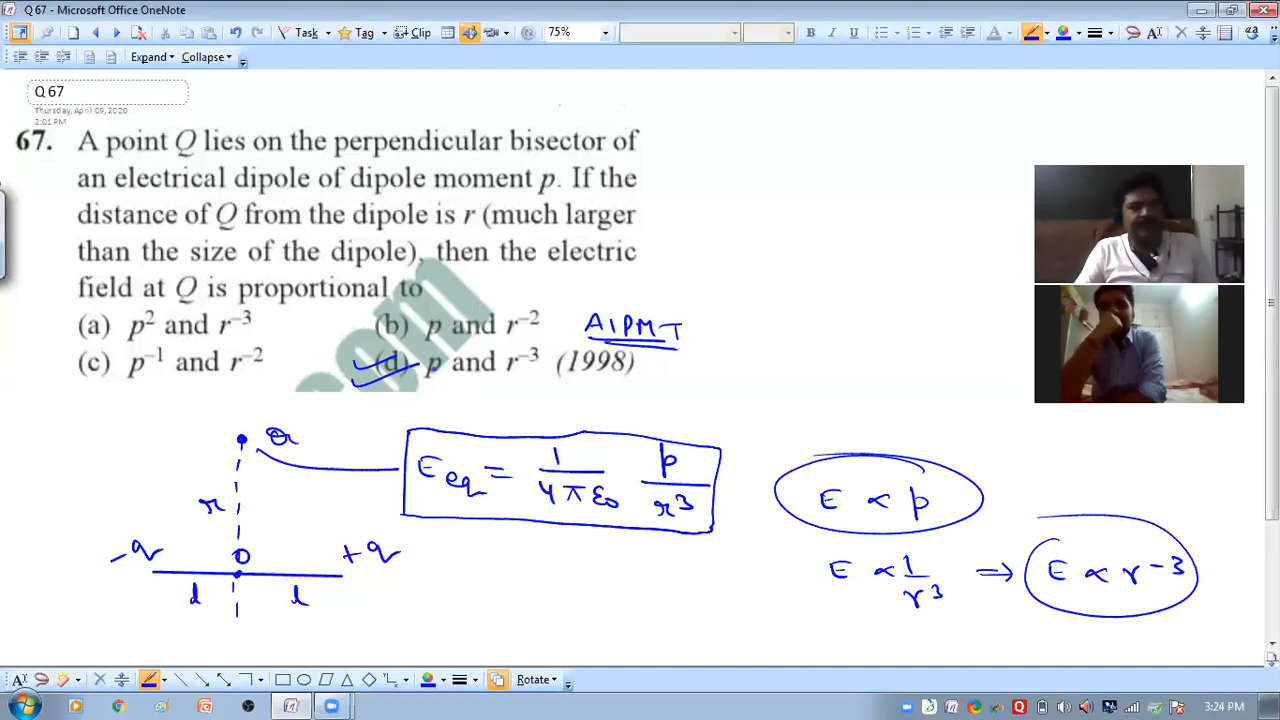 Q 67 - Microsoft Office OneNote
Task Tag Clip 75% B I U
Expand Collapse
Q 67
Thursday, April 09, 2020
2:01 PM
67. A point Q lies on the perpendicular bisector of
an electrical dipole of dipole moment p. If the
distance of Q from the dipole is r (much larger
than the size of the dipole), then the electric
field at Q is proportional to
(a) p² and r⁻³ (b) p and r⁻²
AIPMT
(c) p⁻¹ and r⁻² (d) p and r⁻³ (1998)
Q
E eq = 1/4πε₀ p/r³
E ∝ p
r
-q O +q
E ∝ 1/r³ ⇒ E ∝ r⁻³
l l
Rotate
3:24 PM